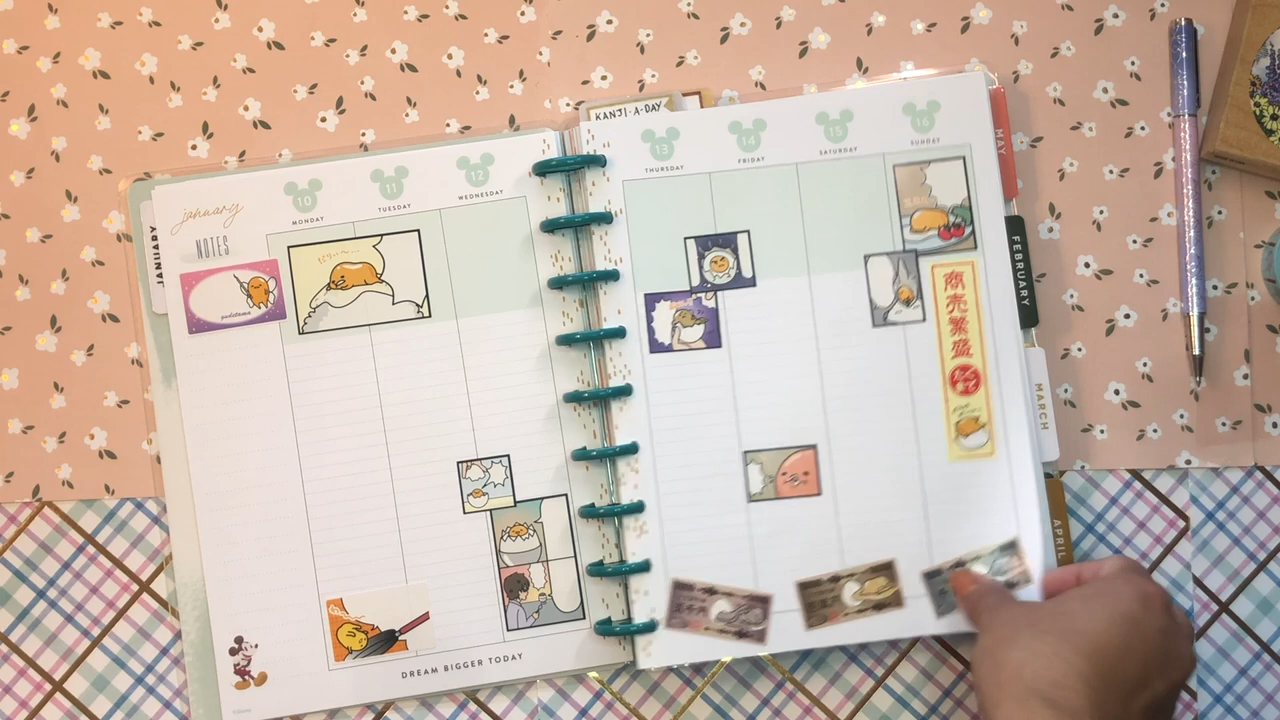 KANJI-A-DAY
january
NOTES
gudetama
10
MONDAY
11
TUESDAY
12
WEDNESDAY
13
THURSDAY
14
FRIDAY
15
SATURDAY
16
SUNDAY
商売繁盛
DREAM BIGGER TODAY
JANUARY
MAY
FEBRUARY
MARCH
APRIL